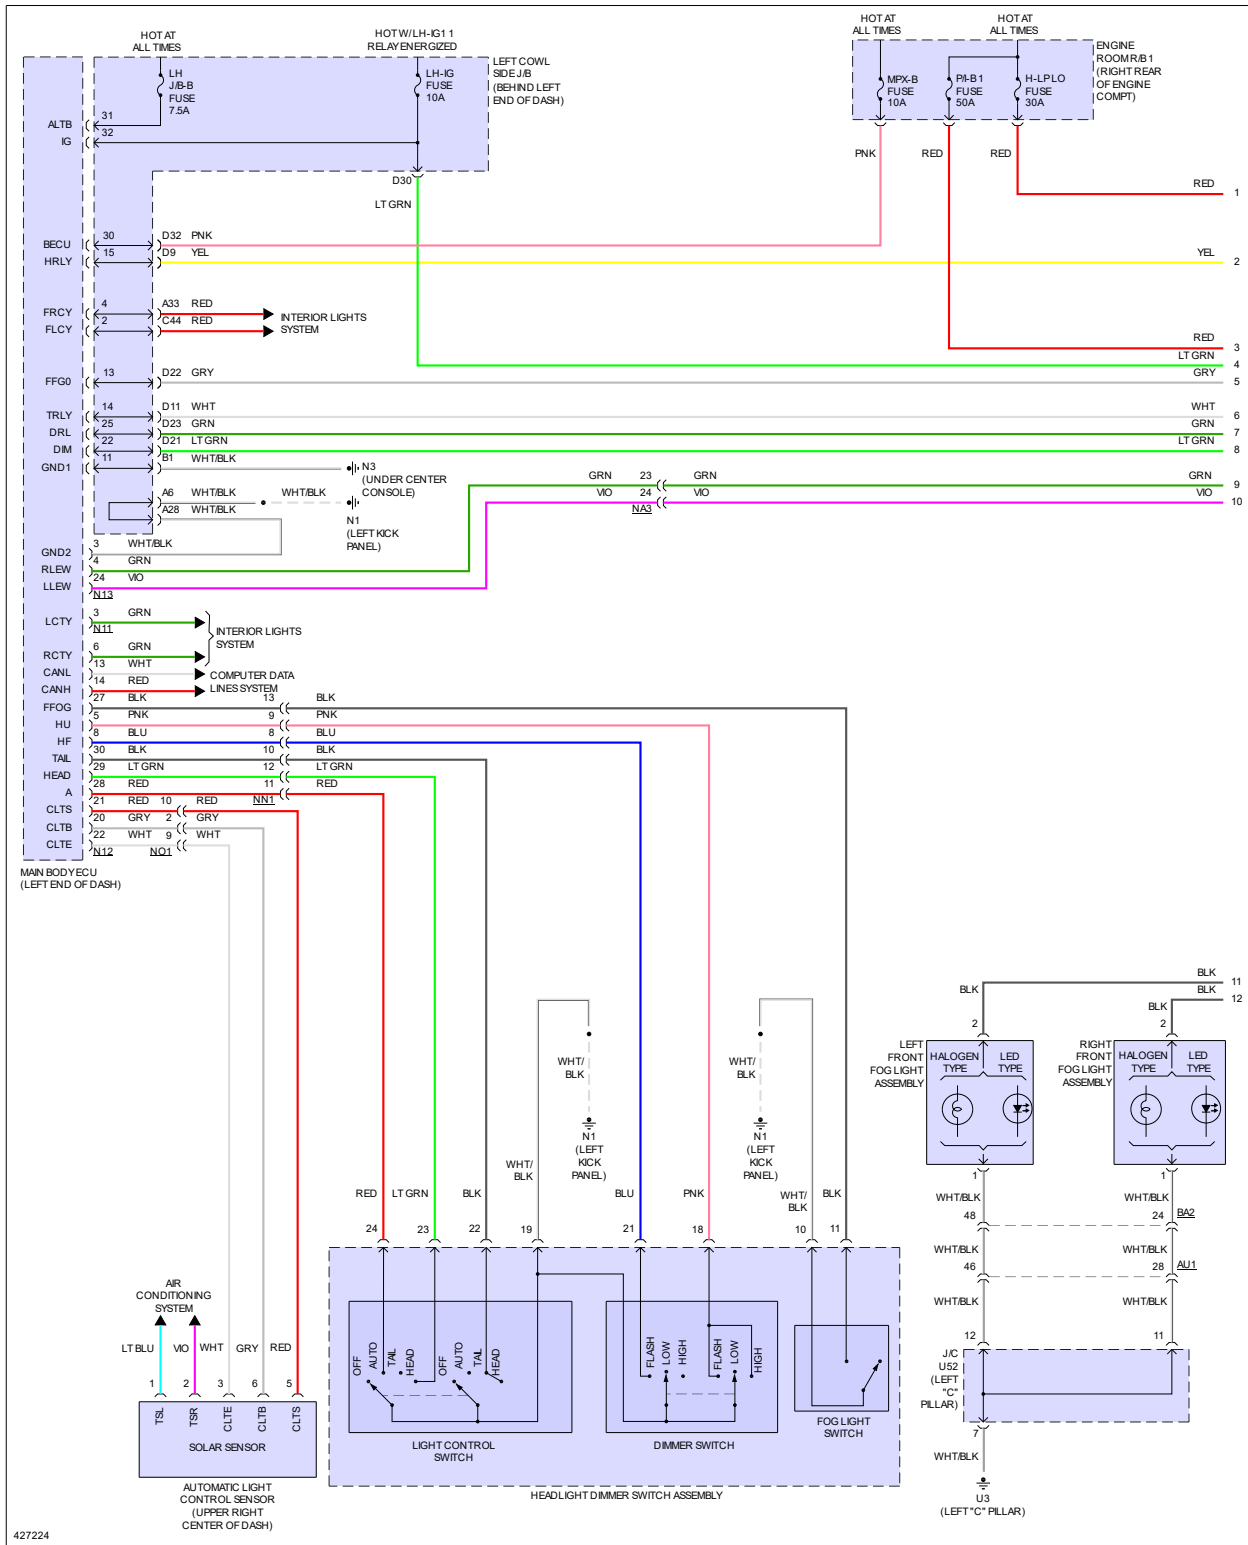 HOT AT
ALL TIMES
HOT W/LH-IG1 1
RELAY ENERGIZED
LH
J/B-B
FUSE
7.5A
LH-IG
FUSE
10A
LEFT COWL
SIDE J/B
(BEHIND LEFT
END OF DASH)
HOT AT
ALL TIMES
HOT AT
ALL TIMES
MPX-B
FUSE
10A
P/I-B1
FUSE
50A
H-LP LO
FUSE
30A
ENGINE
ROOM R/B 1
(RIGHT REAR
OF ENGINE
COMPT)
ALTB 31
IG 32
D30
LT GRN
PNK
RED
RED
RED 1
BECU 30 D32 PNK
HRLY 15 D9 YEL YEL 2
FRCY 4 A33 RED
FLCY 2 C44 RED
INTERIOR LIGHTS
SYSTEM
RED 3
LT GRN 4
FFGO 13 D22 GRY GRY 5
TRLY 14 D11 WHT WHT 6
DRL 25 D23 GRN GRN 7
DIM 22 D21 LT GRN LT GRN 8
GND1 11 B1 WHT/BLK
N3
(UNDER CENTER
CONSOLE)
A6 WHT/BLK WHT/BLK
A28 WHT/BLK
N1
(LEFT KICK
PANEL)
GRN 23 GRN GRN 9
VIO 24 VIO VIO 10
NA3
GND2 3 WHT/BLK
RLEW 4 GRN
LLEW 24 VIO
N13
LCTY 3 GRN
N11
RCTY 6 GRN
INTERIOR LIGHTS
SYSTEM
CANL 13 WHT
CANH 14 RED
COMPUTER DATA
LINES SYSTEM
FFOG 27 BLK 13 BLK
HU 5 PNK 9 PNK
HF 8 BLU 8 BLU
TAIL 30 BLK 10 BLK
HEAD 29 LT GRN 12 LT GRN
A 28 RED 11 RED
NN1
CLTS 21 RED 10 RED
CLTB 20 GRY 2 GRY
CLTE 22 WHT 9 WHT
N12 NO1
MAIN BODY ECU
(LEFT END OF DASH)
BLK 11
BLK 12
BLK
BLK
2
2
LEFT
FRONT
FOG LIGHT
ASSEMBLY
HALOGEN
TYPE
LED
TYPE
RIGHT
FRONT
FOG LIGHT
ASSEMBLY
HALOGEN
TYPE
LED
TYPE
1
1
WHT/BLK
WHT/BLK
48
24 BA2
WHT/BLK
WHT/BLK
46
28 AU1
WHT/BLK
WHT/BLK
12
11
J/C
U52
(LEFT
"C"
PILLAR)
7
WHT/BLK
U3
(LEFT "C" PILLAR)
WHT/
BLK
N1
(LEFT
KICK
PANEL)
WHT/
BLK
N1
(LEFT
KICK
PANEL)
RED
LT GRN
BLK
WHT/
BLK
BLU
PNK
WHT/
BLK
BLK
24
23
22
19
21
18
10
11
OFF
AUTO
TAIL
HEAD
OFF
AUTO
TAIL
HEAD
LIGHT CONTROL
SWITCH
FLASH
LOW
HIGH
FLASH
LOW
HIGH
DIMMER SWITCH
FOG LIGHT
SWITCH
HEADLIGHT DIMMER SWITCH ASSEMBLY
AIR
CONDITIONING
SYSTEM
LT BLU
VIO
WHT
GRY
RED
1
2
3
6
5
TSL
TSR
CLTE
CLTB
CLTS
SOLAR SENSOR
AUTOMATIC LIGHT
CONTROL SENSOR
(UPPER RIGHT
CENTER OF DASH)
427224